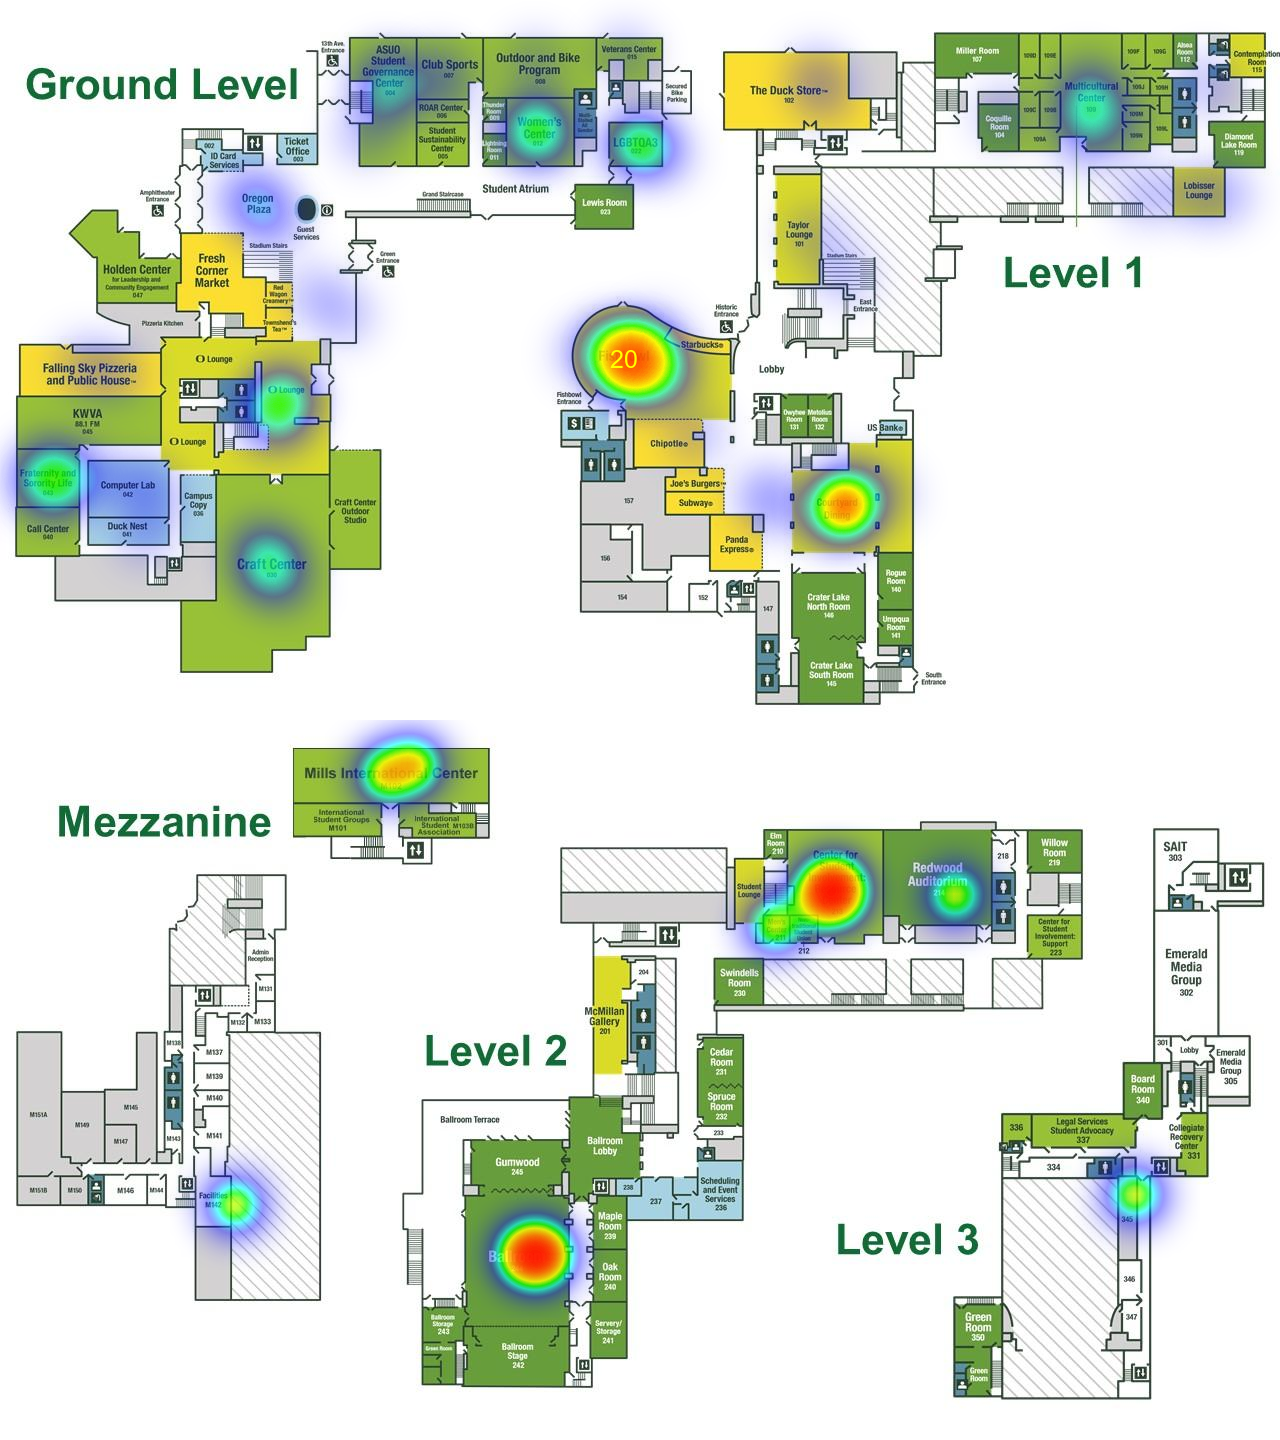 Ground Level
13th Ave.
Entrance
ASUO
Student
Governance
Center
004
Club Sports
007
ROAR Center
006
Student
Sustainability
Center
005
Outdoor and Bike
Program
008
Thunder
Room
009
Lightning
Room
011
Women's
Center
012
Veterans Center
015
Secured
Bike
Parking
LGBTQA3
022
002
ID Card
Services
Ticket
Office
003
Amphitheater
Entrance
Oregon
Plaza
Guest
Services
Grand Staircase
Student Atrium
Lewis Room
023
Stadium Stairs
Green
Entrance
Holden Center
for Leadership and
Community Engagement
047
Fresh
Corner
Market
Red
Wagon
Creamery™
Townshend's
Tea™
Pizzeria Kitchen
O Lounge
Falling Sky Pizzeria
and Public House™
O Lounge
KWVA
88.1 FM
045
O Lounge
Fraternity and
Sorority Life
043
Computer Lab
042
Campus
Copy
036
Craft Center
Outdoor
Studio
Call Center
040
Duck Nest
041
Craft Center
030
Level 1
The Duck Store™
102
Miller Room
107
109D
109E
109F
109G
Alsea
Room
112
Contemplation
Room
115
Multicultural
Center
109J
109H
Coquille
Room
104
109C
109B
109M
109A
109N
109L
Diamond
Lake Room
119
Lobisser
Lounge
Taylor
Lounge
101
Stadium Stairs
East
Entrance
Historic
Entrance
Starbucks®
20
Lobby
Fishbowl
Entrance
$
Owyhee
Room
131
Metolius
Room
132
US Bank®
Chipotle®
Joe's Burgers™
Subway®
157
Courtyard
Dining
Panda
Express®
156
154
152
147
Rogue
Room
140
Crater Lake
North Room
146
Umpqua
Room
141
Crater Lake
South Room
145
South
Entrance
Mezzanine
Mills International Center
International
Student Groups
M101
International
Student
Association
M103B
Admin
Reception
M131
M132
M133
M138
M137
M139
M140
M151A
M149
M145
M147
M143
M141
M151B
M150
M146
M144
Facilities
M142
Level 2
Elm
Room
210
Center for
Student
Redwood
Auditorium
214
218
Willow
Room
219
Student
Lounge
212
Center for
Student
Involvement:
Support
223
204
McMillan
Gallery
201
Swindells
Room
230
Cedar
Room
231
Spruce
Room
232
233
Ballroom Terrace
Ballroom
Lobby
Gumwood
245
Scheduling
and Event
Services
236
238
237
Maple
Room
239
Oak
Room
240
Ballroom
Storage
243
Green Room
Servery/
Storage
241
Ballroom
Stage
242
Level 3
SAIT
303
Emerald
Media
Group
302
301
Lobby
Emerald
Media
Group
305
Board
Room
340
336
Legal Services
Student Advocacy
337
Collegiate
Recovery
Center
331
334
345
346
347
Green
Room
350
Green
Room